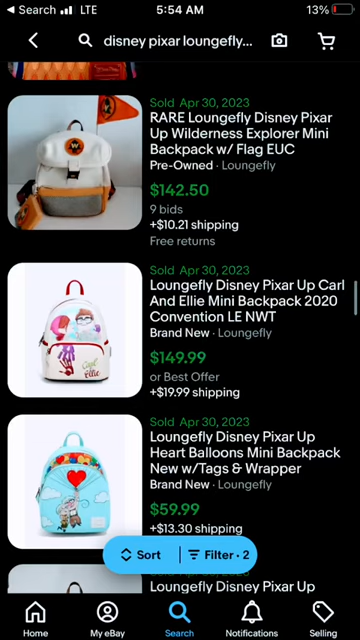 ◀ Search LTE
5:54 AM
13%
disney pixar loungefly...
Sold Apr 30, 2023
RARE Loungefly Disney Pixar
Up Wilderness Explorer Mini
Backpack w/ Flag EUC
Pre-Owned · Loungefly
$142.50
9 bids
+$10.21 shipping
Free returns
Sold Apr 30, 2023
Loungefly Disney Pixar Up Carl
And Ellie Mini Backpack 2020
Convention LE NWT
Brand New · Loungefly
$149.99
or Best Offer
+$19.99 shipping
Carl
Ellie
Sold Apr 30, 2023
Loungefly Disney Pixar Up
Heart Balloons Mini Backpack
New w/Tags & Wrapper
Brand New · Loungefly
$59.99
+$13.30 shipping
Sort
Filter · 2
Loungefly Disney Pixar Up
Home
My eBay
Search
Notifications
Selling